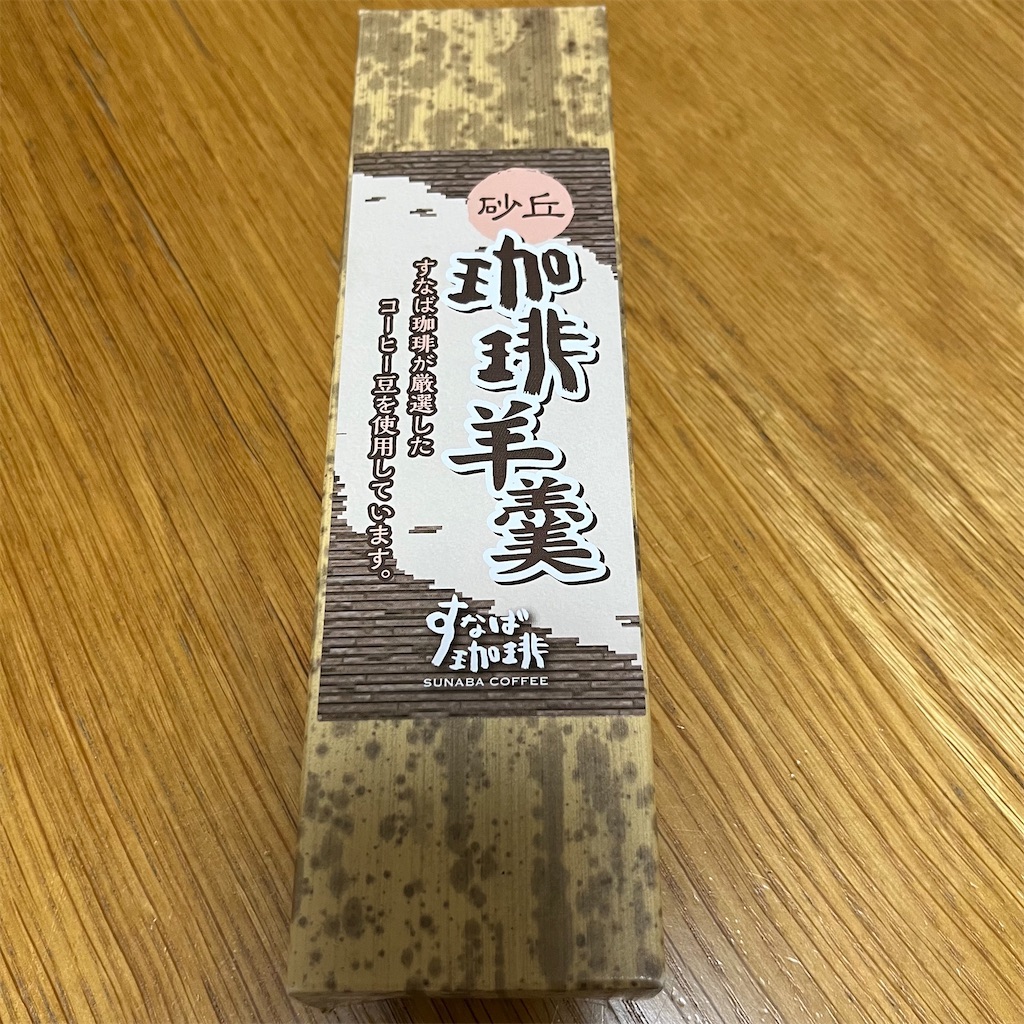 砂丘
珈琲羊羹
すなば珈琲が厳選した
コーヒー豆を使用しています。
すなば
珈琲
SUNABA COFFEE